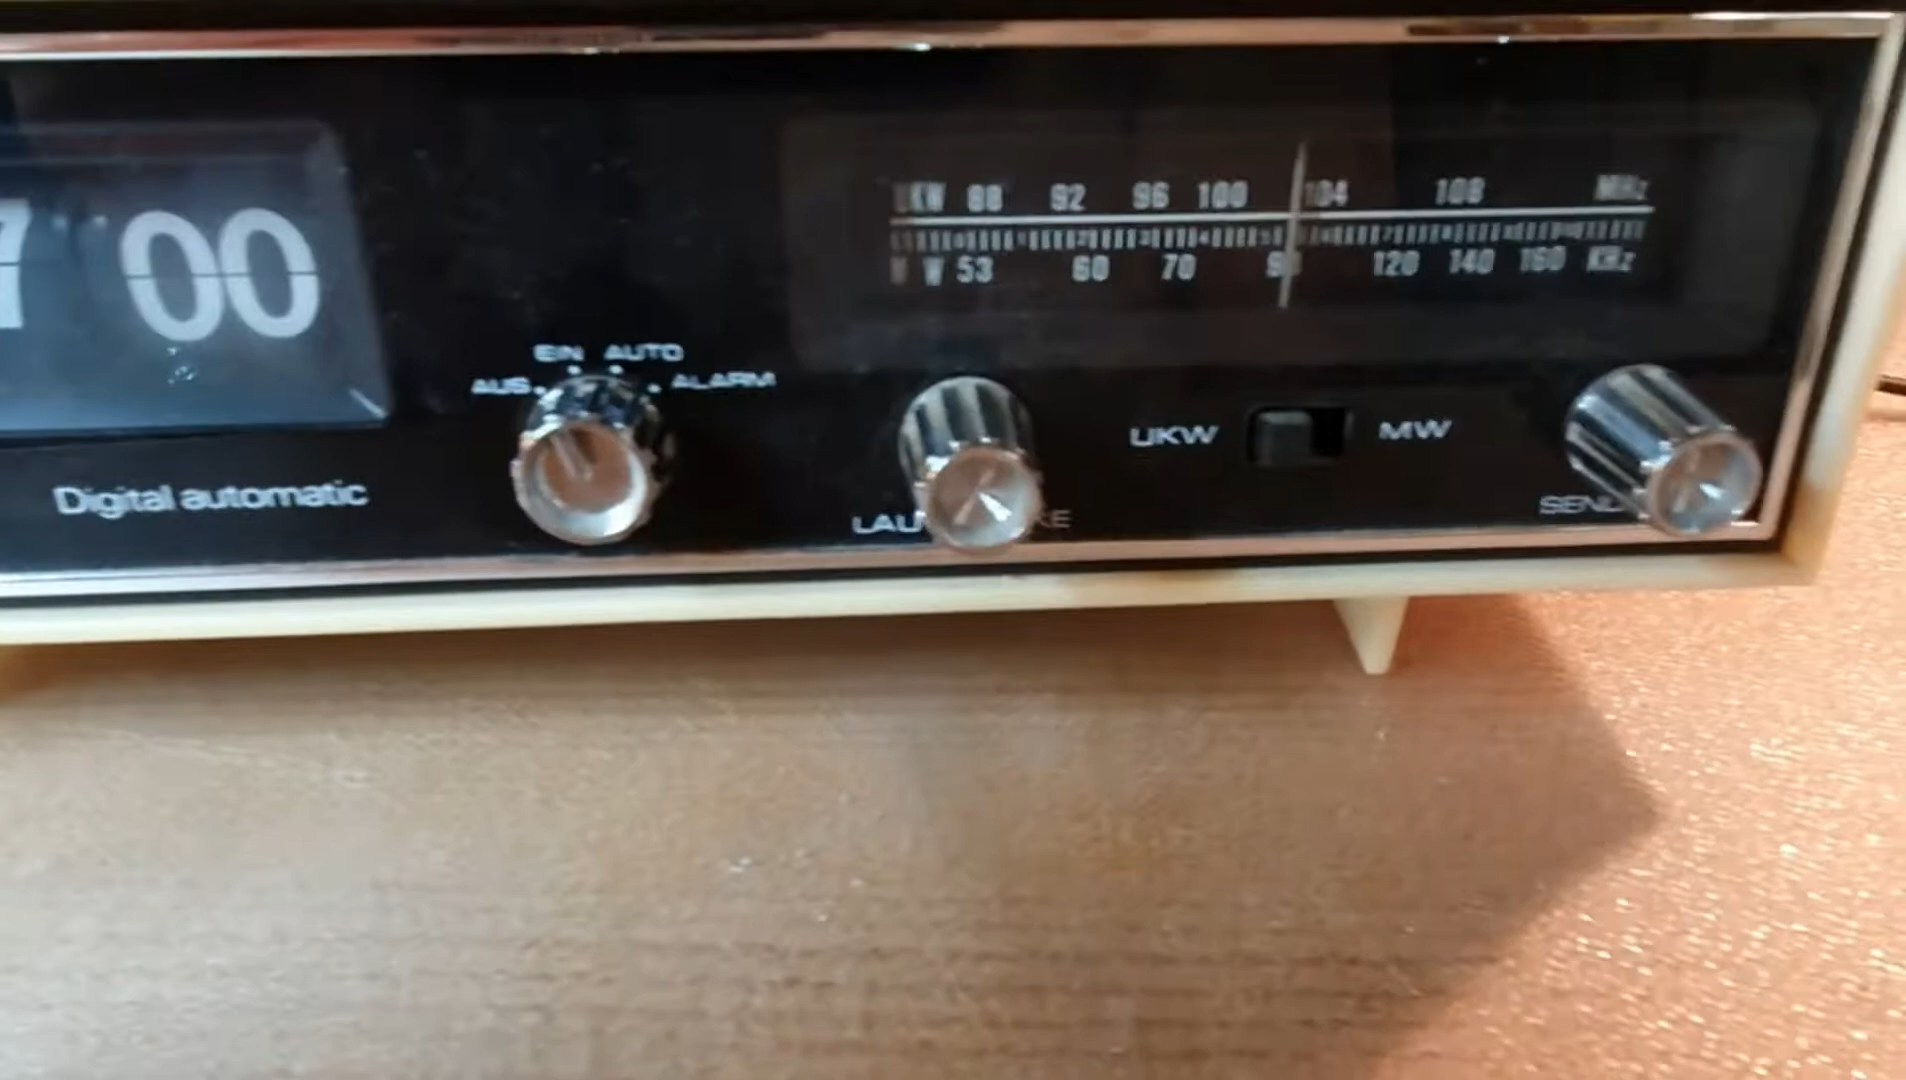 7 00
UKW 88 92 96 100 104 108 MHz
53 60 70 120 140 160 KHz
EIN AUTO
AUS ALARM
UKW MW
Digital automatic